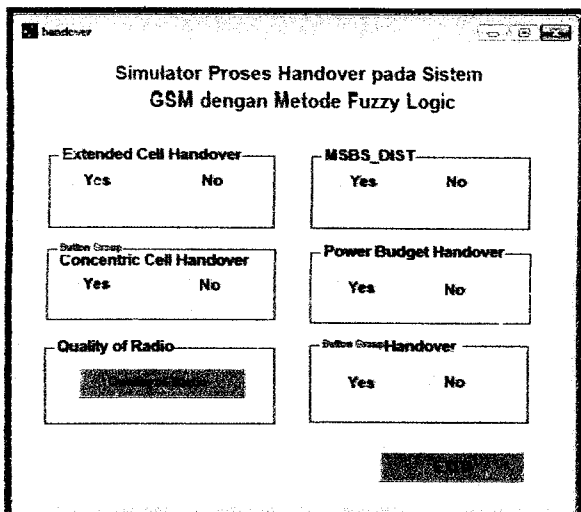 handover
Simulator Proses Handover pada Sistem
GSM dengan Metode Fuzzy Logic
Extended Cell Handover
Yes No
MSBS_DIST
Yes No
Button Group
Concentric Cell Handover
Yes No
Power Budget Handover
Yes No
Quality of Radio
Button Group Handover
Yes No